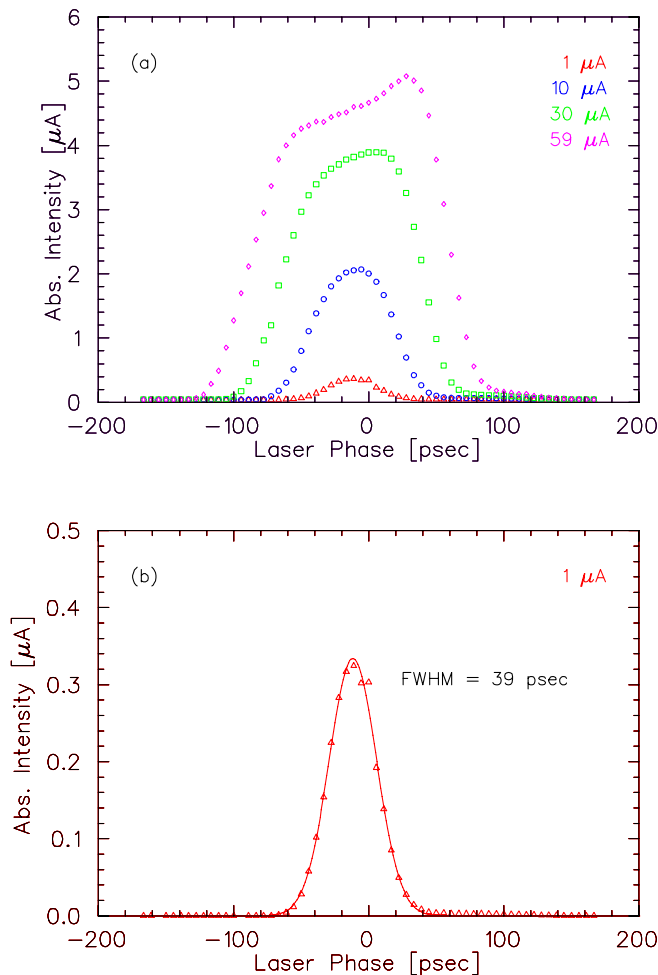 (a)
1 μA
10 μA
30 μA
59 μA
6
5
4
3
2
1
0
Abs. Intensity [μA]
−200 −100 0 100 200
Laser Phase [psec]
(b)
1 μA
FWHM = 39 psec
0.5
0.4
0.3
0.2
0.1
0.0
Abs. Intensity [μA]
−200 −100 0 100 200
Laser Phase [psec]